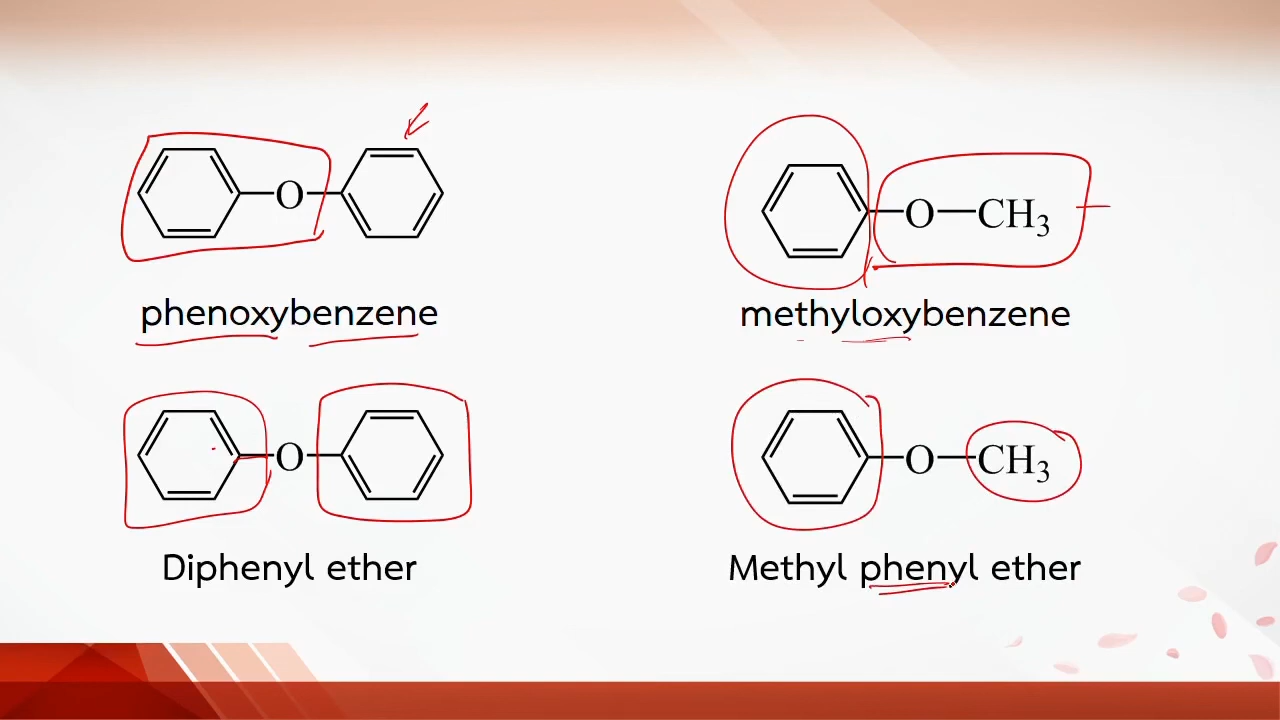 O
phenoxybenzene
O
Diphenyl ether
O CH₃
methyloxybenzene
O CH₃
Methyl phenyl ether